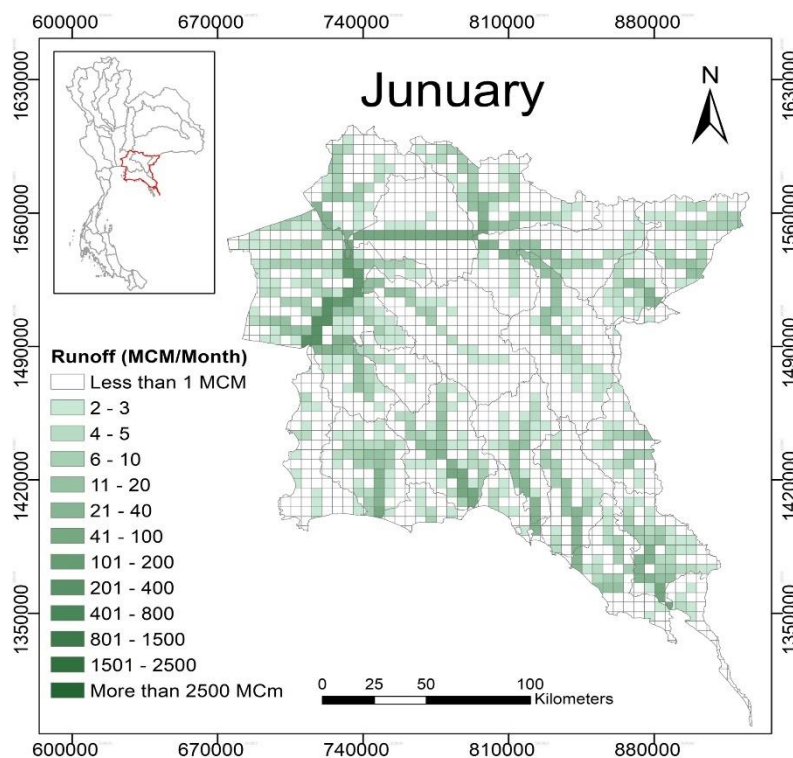 600000 670000 740000 810000 880000
Junuary
N
1630000 1630000
1560000 1560000
1490000 1490000
1420000 1420000
1350000 1350000
Runoff (MCM/Month)
Less than 1 MCM
2 - 3
4 - 5
6 - 10
11 - 20
21 - 40
41 - 100
101 - 200
201 - 400
401 - 800
801 - 1500
1501 - 2500
More than 2500 MCm
0 25 50 100
Kilometers
600000 670000 740000 810000 880000